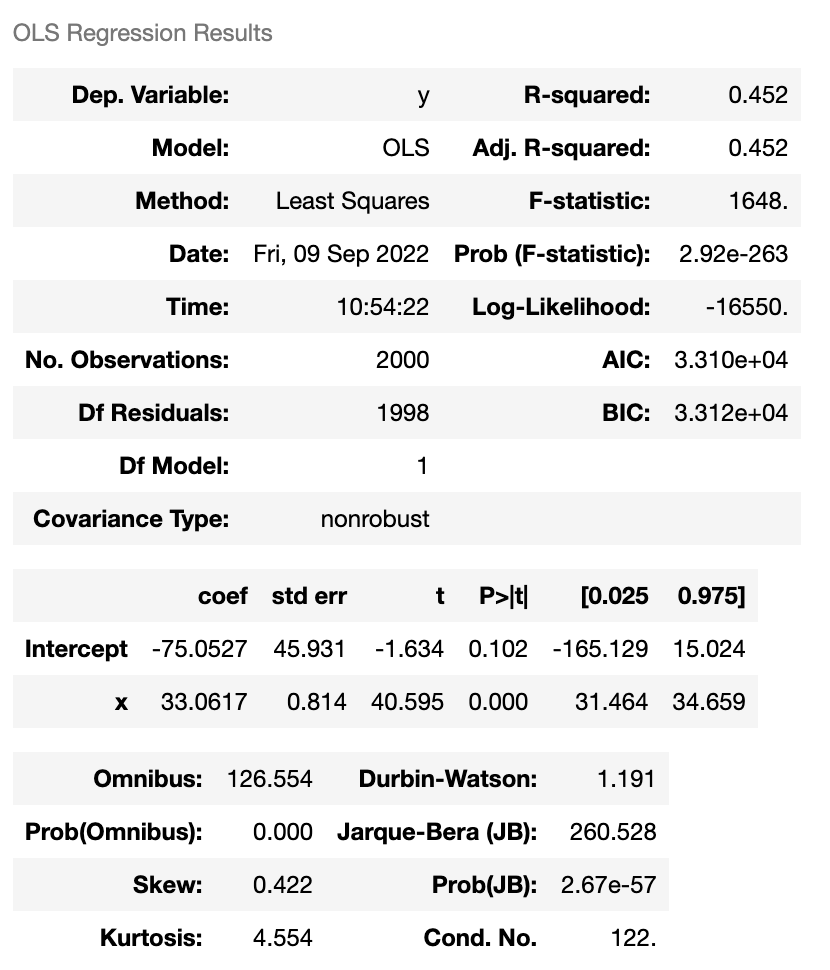 OLS Regression Results
Dep. Variable: y R-squared: 0.452
Model: OLS Adj. R-squared: 0.452
Method: Least Squares F-statistic: 1648.
Date: Fri, 09 Sep 2022 Prob (F-statistic): 2.92e-263
Time: 10:54:22 Log-Likelihood: -16550.
No. Observations: 2000 AIC: 3.310e+04
Df Residuals: 1998 BIC: 3.312e+04
Df Model: 1
Covariance Type: nonrobust
coef std err t P>|t| [0.025 0.975]
Intercept -75.0527 45.931 -1.634 0.102 -165.129 15.024
x 33.0617 0.814 40.595 0.000 31.464 34.659
Omnibus: 126.554 Durbin-Watson: 1.191
Prob(Omnibus): 0.000 Jarque-Bera (JB): 260.528
Skew: 0.422 Prob(JB): 2.67e-57
Kurtosis: 4.554 Cond. No. 122.